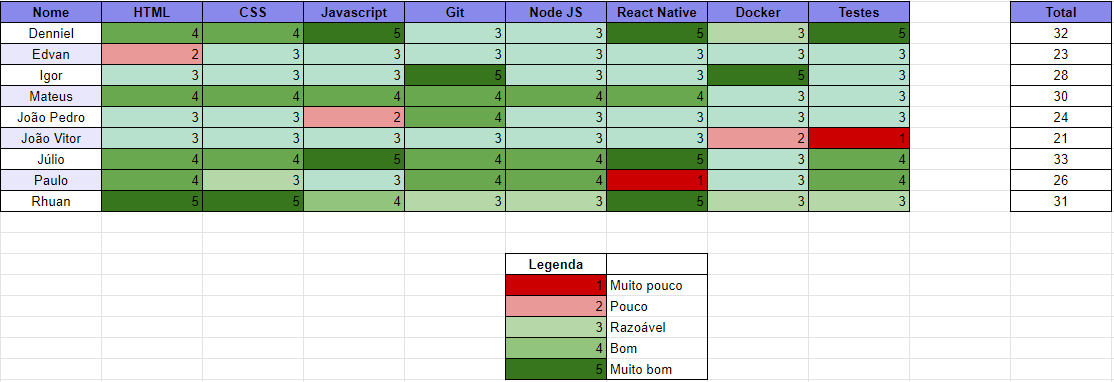 Nome HTML CSS Javascript Git Node JS React Native Docker Testes Total
Denniel 4 4 5 3 3 5 3 5 32
Edvan 2 3 3 3 3 3 3 3 23
Igor 3 3 3 5 3 3 5 3 28
Mateus 4 4 4 4 4 4 3 3 30
João Pedro 3 3 2 4 3 3 3 3 24
João Vitor 3 3 3 3 3 3 2 1 21
Júlio 4 4 5 4 4 5 3 4 33
Paulo 4 3 3 4 4 1 3 4 26
Rhuan 5 5 4 3 3 5 3 3 31
Legenda
1 Muito pouco
2 Pouco
3 Razoável
4 Bom
5 Muito bom